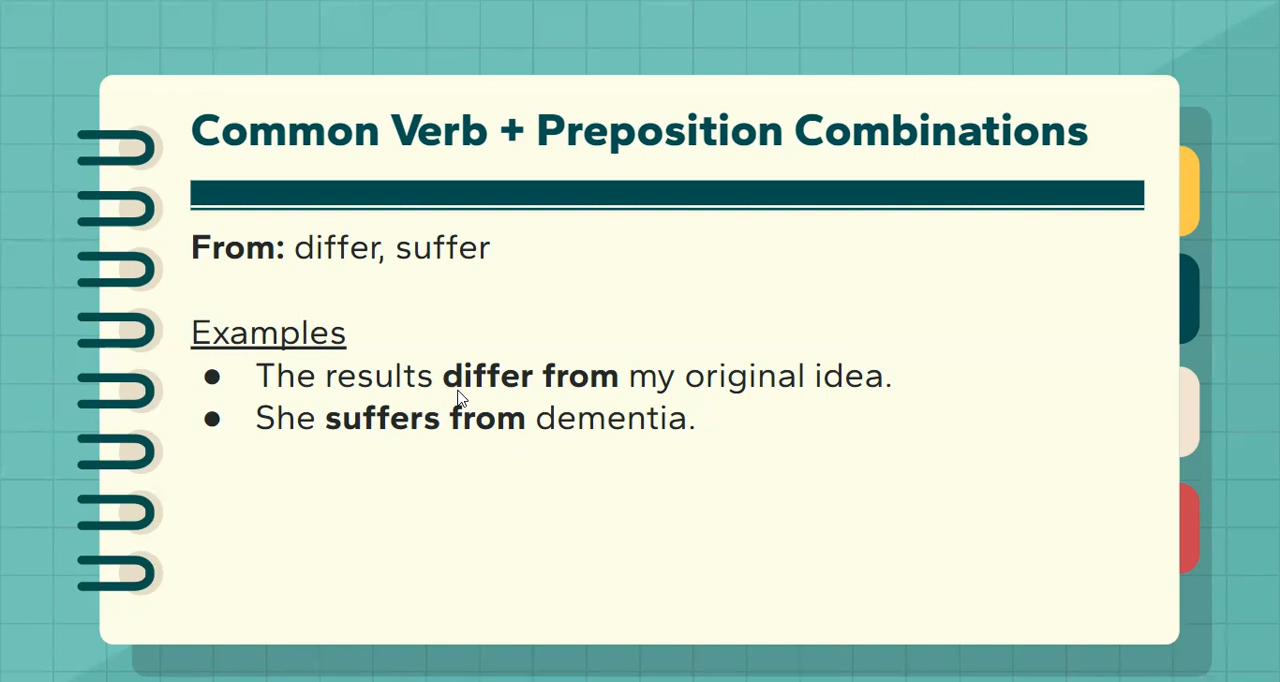 Common Verb + Preposition Combinations
From: differ, suffer
Examples
● The results differ from my original idea.
● She suffers from dementia.